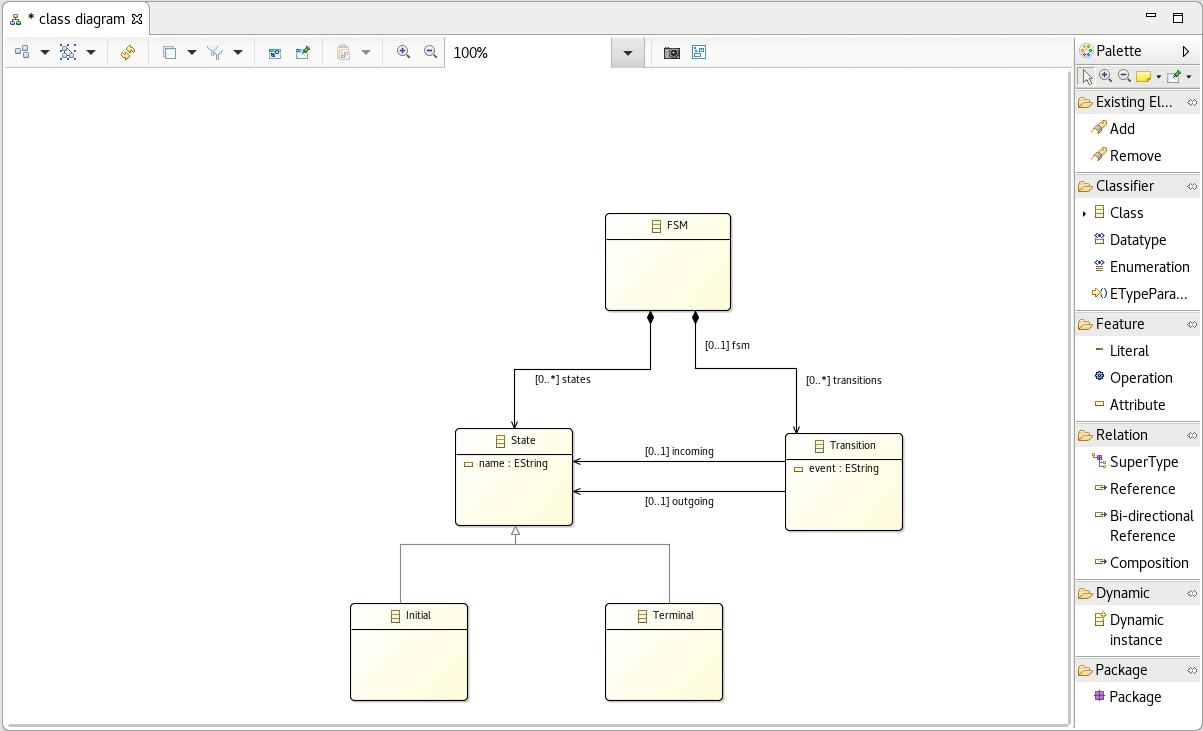 * class diagram
100%
Palette
Existing El...
Add
Remove
Classifier
Class
Datatype
Enumeration
ETypePara...
Feature
Literal
Operation
Attribute
Relation
SuperType
Reference
Bi-directional
Reference
Composition
Dynamic
Dynamic
instance
Package
Package
FSM
[0..1] fsm
[0..*] states
[0..*] transitions
State
name : EString
[0..1] incoming
[0..1] outgoing
Transition
event : EString
Initial
Terminal